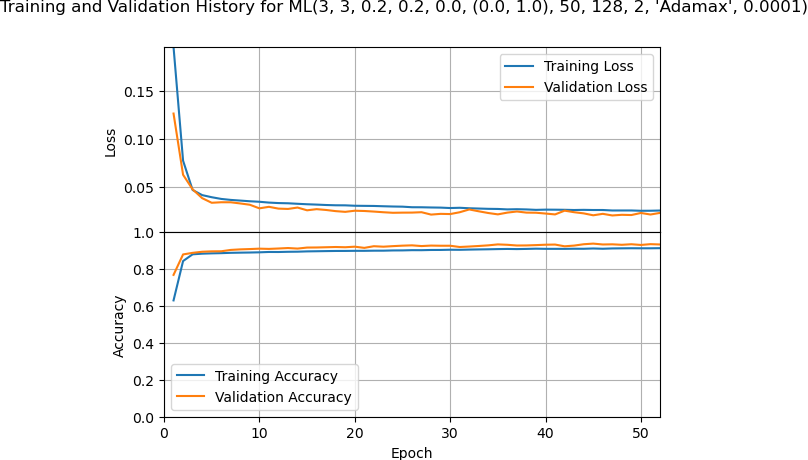 Training and Validation History for ML(3, 3, 0.2, 0.2, 0.0, (0.0, 1.0), 50, 128, 2, 'Adamax', 0.0001)
Training Loss
Validation Loss
0.15
0.10
0.05
Loss
1.0
0.8
0.6
0.4
0.2
0.0
Accuracy
Training Accuracy
Validation Accuracy
0 10 20 30 40 50
Epoch